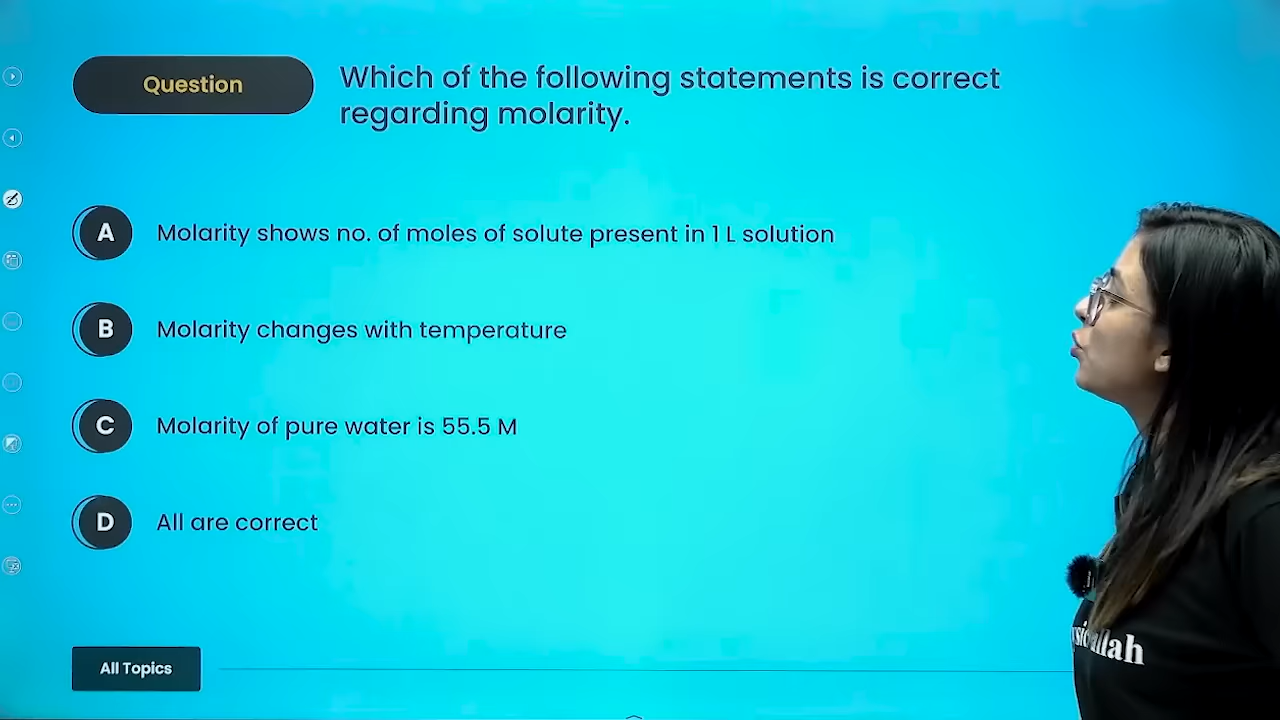 Question
Which of the following statements is correct
regarding molarity.
A
Molarity shows no. of moles of solute present in 1 L solution
B
Molarity changes with temperature
C
Molarity of pure water is 55.5 M
D
All are correct
All Topics